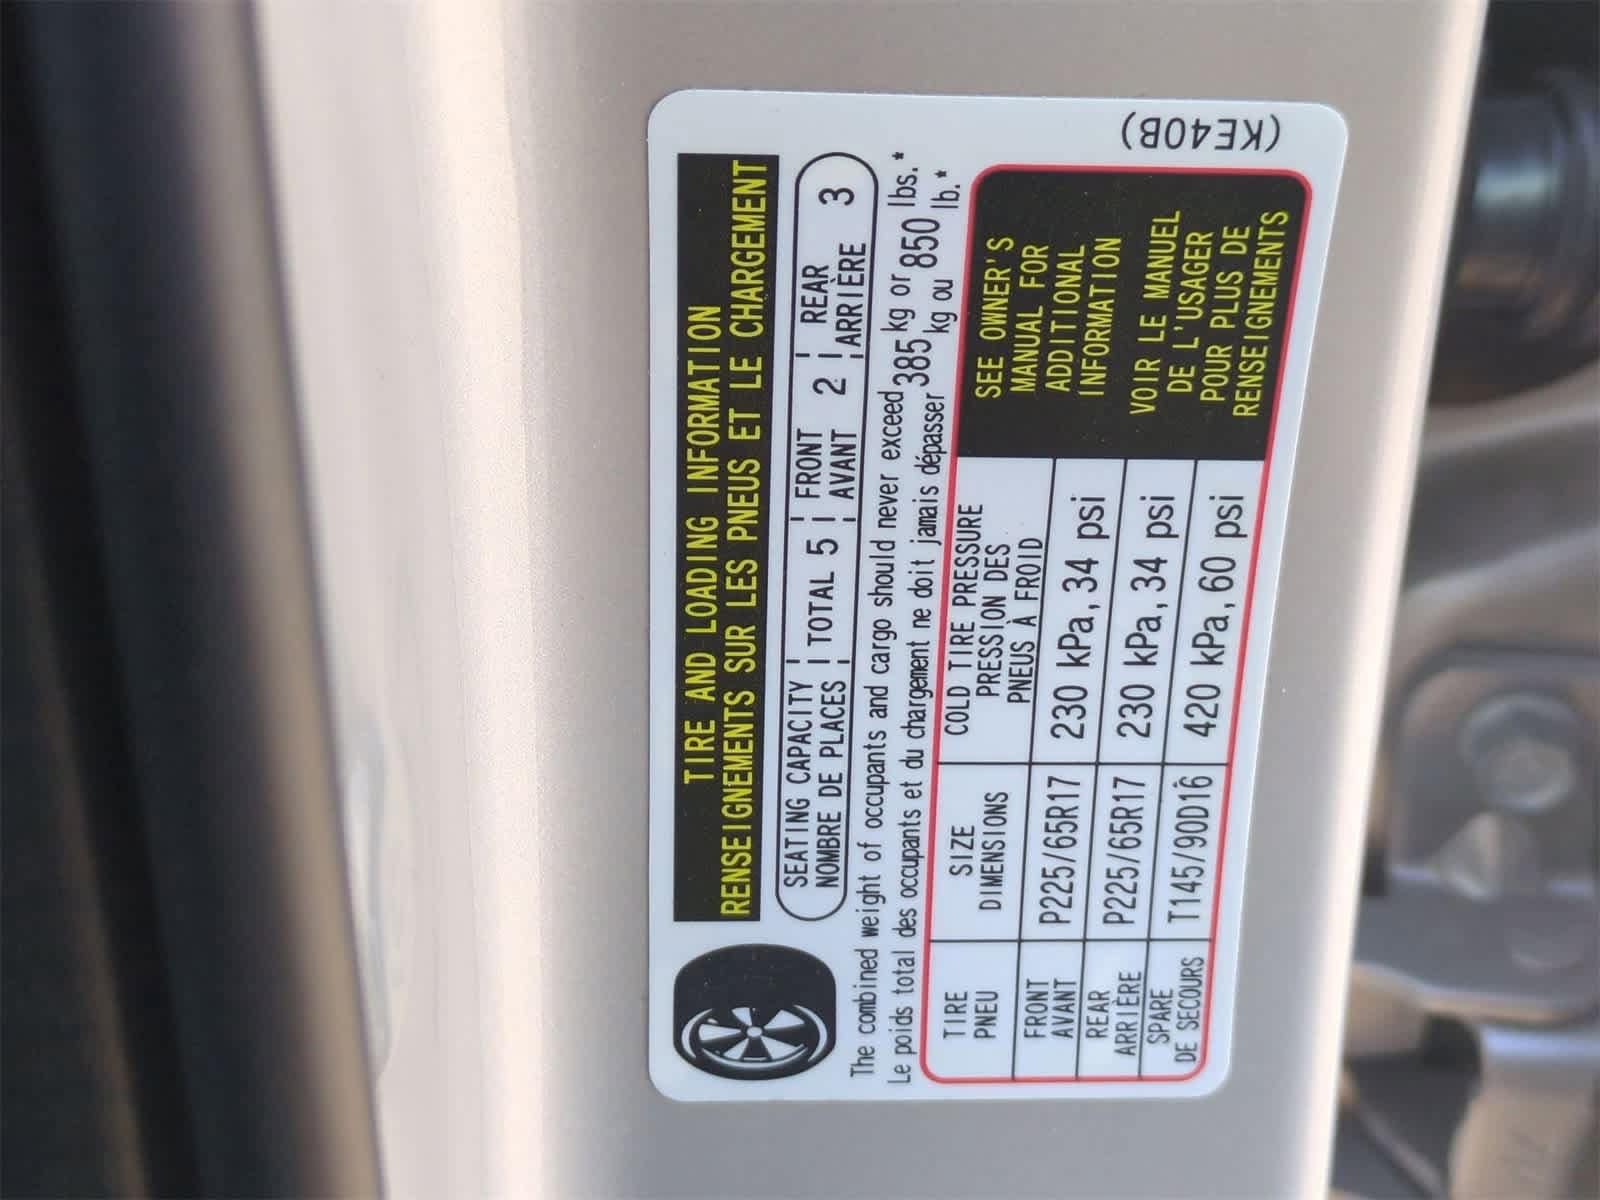 TIRE AND LOADING INFORMATION
RENSEIGNEMENTS SUR LES PNEUS ET LE CHARGEMENT
SEATING CAPACITY TOTAL 5 FRONT 2 REAR 3
NOMBRE DE PLACES AVANT ARRIÈRE
The combined weight of occupants and cargo should never exceed 385 kg or 850 lbs.*
Le poids total des occupants et du chargement ne doit jamais dépasser kg ou lb.*
TIRE SIZE COLD TIRE PRESSURE
PNEU DIMENSIONS PRESSION DES
PNEUS À FROID
FRONT P225/65R17 230 kPa, 34 psi
AVANT
REAR P225/65R17 230 kPa, 34 psi
ARRIÈRE
SPARE T145/90D16 420 kPa, 60 psi
DE SECOURS
SEE OWNER'S
MANUAL FOR
ADDITIONAL
INFORMATION
VOIR LE MANUEL
DE L'USAGER
POUR PLUS DE
RENSEIGNEMENTS
(KE40B)